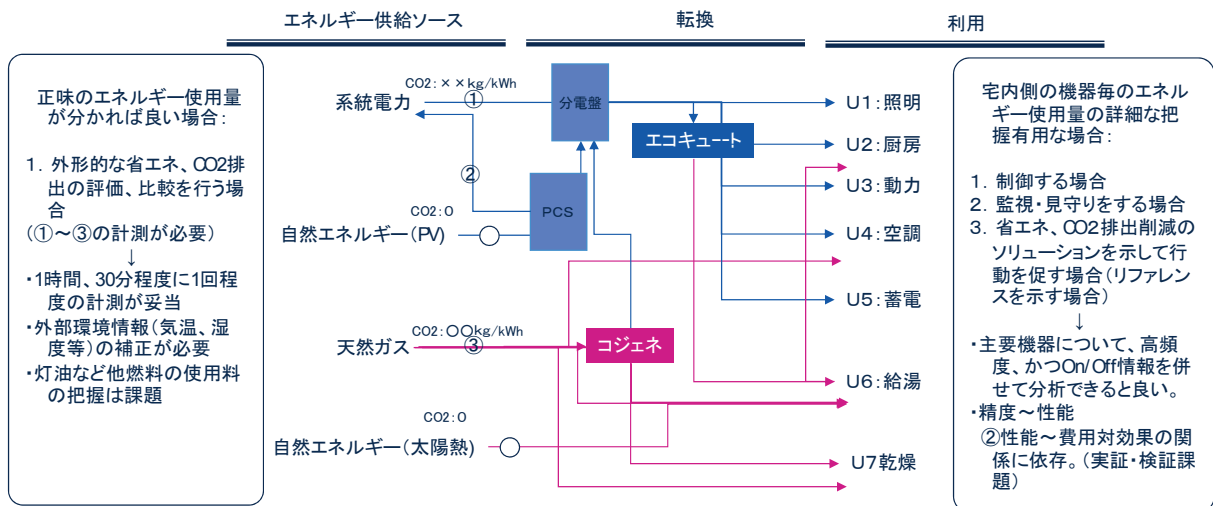 エネルギー供給ソース
転換
利用
正味のエネルギー使用量
が分かれば良い場合：
1．外形的な省エネ、CO2排
出の評価、比較を行う場
合
（①～③の計測が必要）
↓
・1時間、30分程度に1回程
度の計測が妥当
・外部環境情報（気温、湿
度等）の補正が必要
・灯油など他燃料の使用料
の把握は課題
CO2：××kg/kWh
系統電力
①
②
CO2：0
自然エネルギー（PV）
CO2：〇〇kg/kWh
天然ガス
③
CO2：0
自然エネルギー（太陽熱）
分電盤
エコキュート
PCS
コジェネ
U1：照明
U2：厨房
U3：動力
U4：空調
U5：蓄電
U6：給湯
U7乾燥
宅内側の機器毎のエネル
ギー使用量の詳細な把
握有用な場合：
1．制御する場合
2．監視・見守りをする場合
3．省エネ、CO2排出削減の
ソリューションを示して行
動を促す場合（リファレン
スを示す場合）
↓
・主要機器について、高頻
度、かつOn/Off情報を併
せて分析できると良い。
・精度～性能
②性能～費用対効果の関
係に依存。（実証・検証課
題）